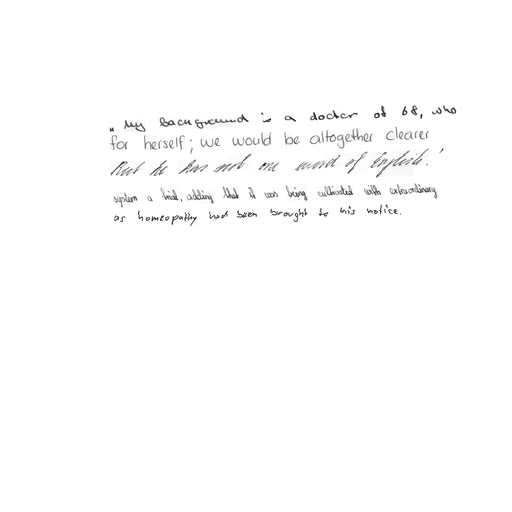 „ My background is a doctor of 68, who
for herself; we would be altogether clearer
But he has not one word of English.'
system a trial, adding that it was being cultivated with extraordinary
as homeopathy had been brought to his notice.